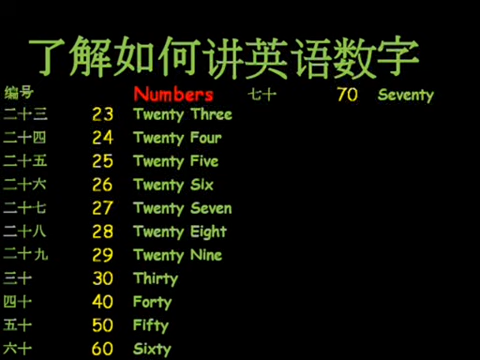 了解如何讲英语数字
编号 Numbers 七十 70 Seventy
二十三 23 Twenty Three
二十四 24 Twenty Four
二十五 25 Twenty Five
二十六 26 Twenty Six
二十七 27 Twenty Seven
二十八 28 Twenty Eight
二十九 29 Twenty Nine
三十 30 Thirty
四十 40 Forty
五十 50 Fifty
六十 60 Sixty